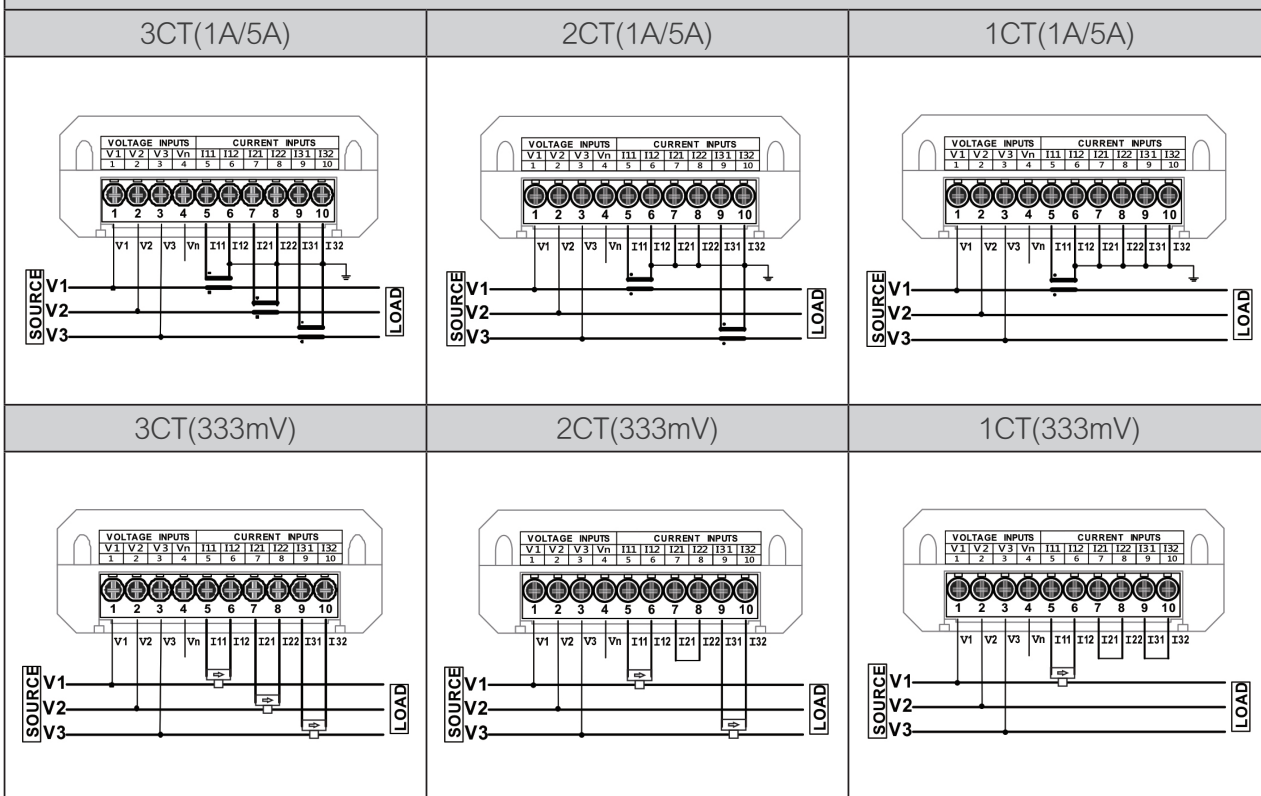 3CT(1A/5A)
2CT(1A/5A)
1CT(1A/5A)
VOLTAGE INPUTS CURRENT INPUTS
V1 V2 V3 Vn I11 I12 I21 I22 I31 I32
1 2 3 4 5 6 7 8 9 10
1 2 3 4 5 6 7 8 9 10
V1 V2 V3 Vn I11 I12 I21 I22 I31 I32
SOURCE
V1
V2
V3
LOAD
VOLTAGE INPUTS CURRENT INPUTS
V1 V2 V3 Vn I11 I12 I21 I22 I31 I32
1 2 3 4 5 6 7 8 9 10
1 2 3 4 5 6 7 8 9 10
V1 V2 V3 Vn I11 I12 I21 I22 I31 I32
SOURCE
V1
V2
V3
LOAD
VOLTAGE INPUTS CURRENT INPUTS
V1 V2 V3 Vn I11 I12 I21 I22 I31 I32
1 2 3 4 5 6 7 8 9 10
1 2 3 4 5 6 7 8 9 10
V1 V2 V3 Vn I11 I12 I21 I22 I31 I32
SOURCE
V1
V2
V3
LOAD
3CT(333mV)
2CT(333mV)
1CT(333mV)
VOLTAGE INPUTS CURRENT INPUTS
V1 V2 V3 Vn I11 I12 I21 I22 I31 I32
1 2 3 4 5 6 7 8 9 10
1 2 3 4 5 6 7 8 9 10
V1 V2 V3 Vn I11 I12 I21 I22 I31 I32
SOURCE
V1
V2
V3
LOAD
VOLTAGE INPUTS CURRENT INPUTS
V1 V2 V3 Vn I11 I12 I21 I22 I31 I32
1 2 3 4 5 6 7 8 9 10
1 2 3 4 5 6 7 8 9 10
V1 V2 V3 Vn I11 I12 I21 I22 I31 I32
SOURCE
V1
V2
V3
LOAD
VOLTAGE INPUTS CURRENT INPUTS
V1 V2 V3 Vn I11 I12 I21 I22 I31 I32
1 2 3 4 5 6 7 8 9 10
1 2 3 4 5 6 7 8 9 10
V1 V2 V3 Vn I11 I12 I21 I22 I31 I32
SOURCE
V1
V2
V3
LOAD